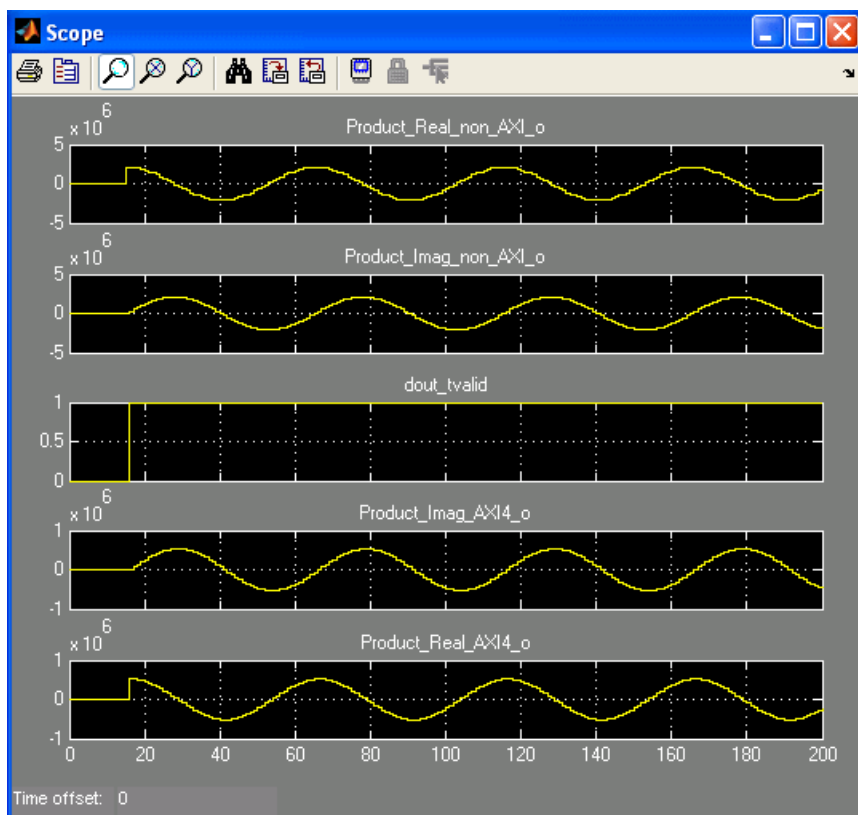 Scope
x 10 6
Product_Real_non_AXI_o
5
0
-5
x 10 6
Product_Imag_non_AXI_o
5
0
-5
dout_tvalid
1
0.5
0
x 10 6
Product_Imag_AXI4_o
1
0
-1
x 10 6
Product_Real_AXI4_o
1
0
-1
0 20 40 60 80 100 120 140 160 180 200
Time offset: 0